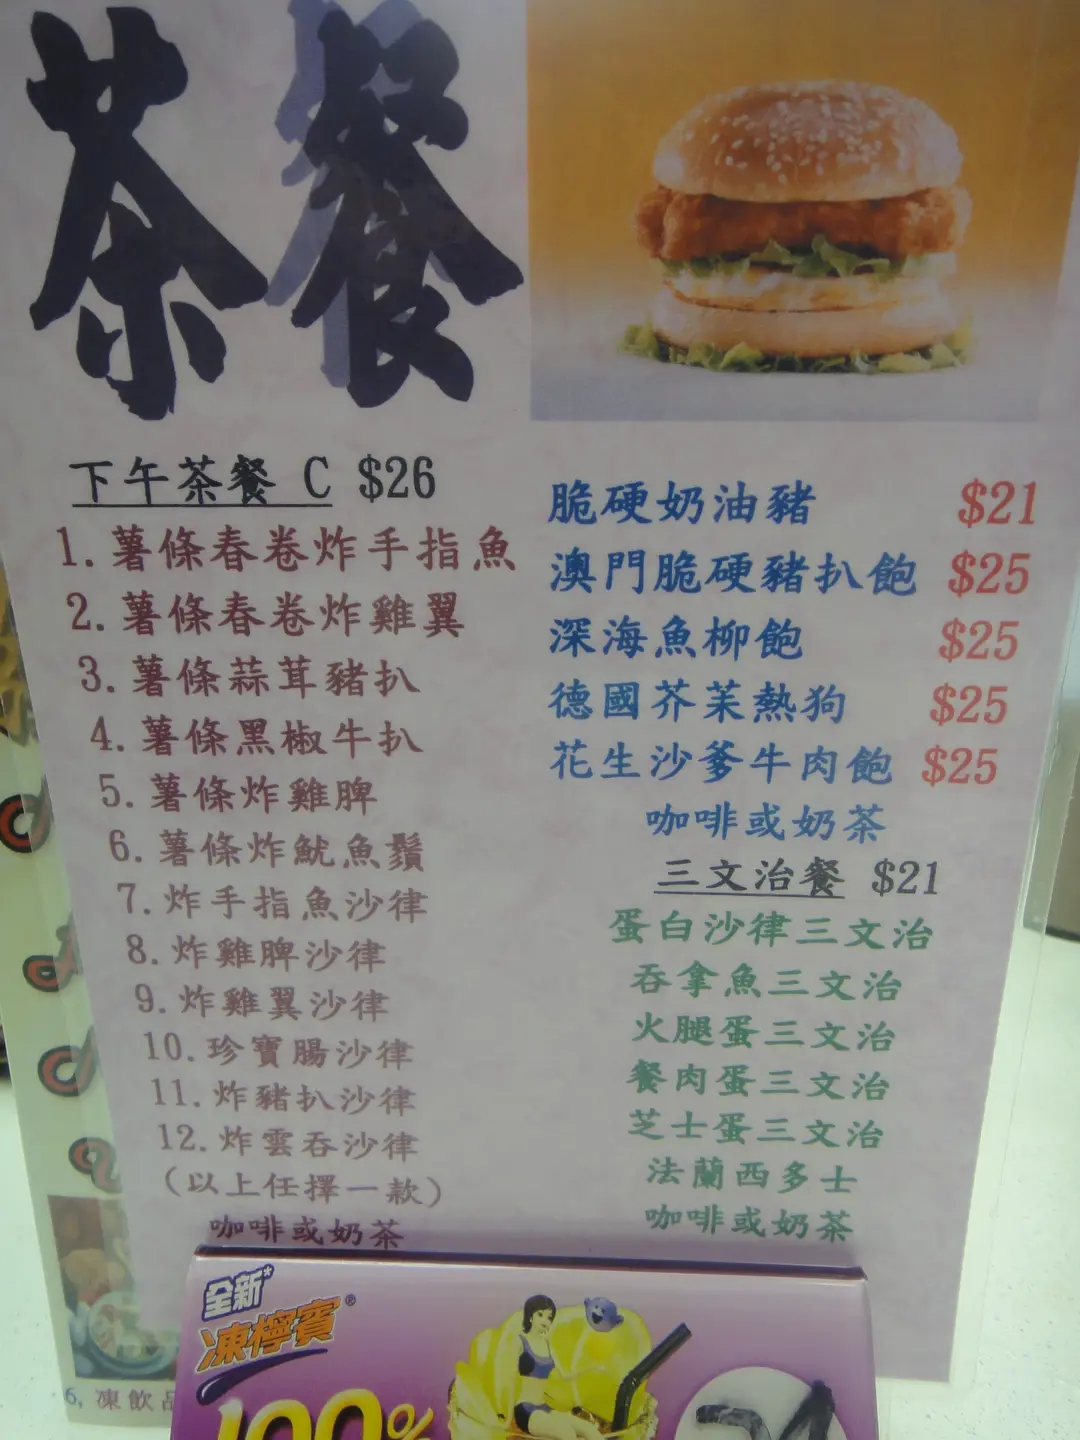 茶餐
下午茶餐 C $26
1. 薯條春卷炸手指魚
2. 薯條春卷炸雞翼
3. 薯條蒜茸豬扒
4. 薯條黑椒牛扒
5. 薯條炸雞脾
6. 薯條炸魷魚鬚
7. 炸手指魚沙律
8. 炸雞脾沙律
9. 炸雞翼沙律
10. 珍寶腸沙律
11. 炸豬扒沙律
12. 炸雲吞沙律
(以上任擇一款)
咖啡或奶茶
脆硬奶油豬 $21
澳門脆硬豬扒飽 $25
深海魚柳飽 $25
德國芥茉熱狗 $25
花生沙爹牛肉飽 $25
咖啡或奶茶
三文治餐 $21
蛋白沙律三文治
吞拿魚三文治
火腿蛋三文治
餐肉蛋三文治
芝士蛋三文治
法蘭西多士
咖啡或奶茶
全新*
凍檸賓®
100%
24
6, 凍飲品